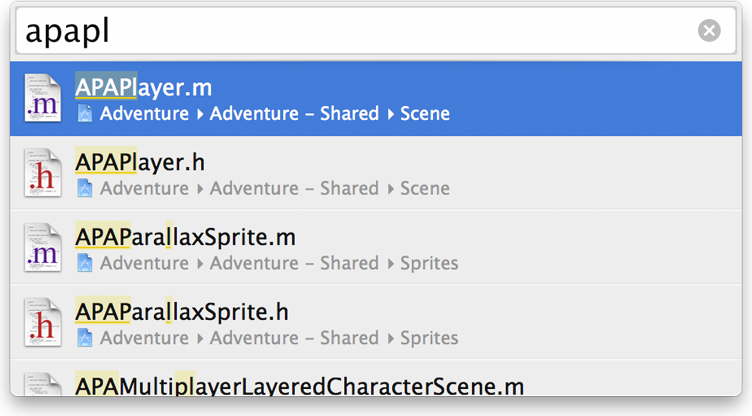 apapl
.m APAPlayer.m
Adventure ▸ Adventure – Shared ▸ Scene
.h APAPlayer.h
Adventure ▸ Adventure – Shared ▸ Scene
.m APAParallaxSprite.m
Adventure ▸ Adventure – Shared ▸ Sprites
.h APAParallaxSprite.h
Adventure ▸ Adventure – Shared ▸ Sprites
APAMultiplayerLayeredCharacterScene.m